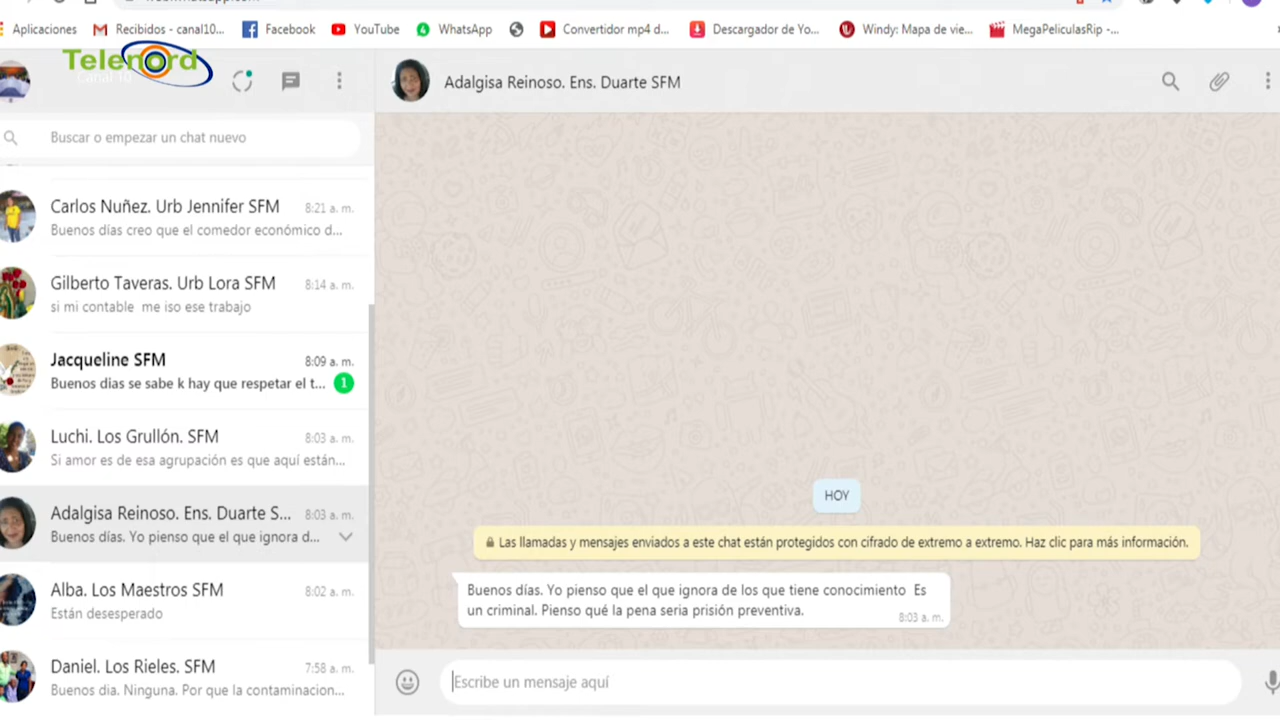 Aplicaciones
Recibidos - canal10...
Facebook
YouTube
WhatsApp
Convertidor mp4 d...
Descargador de Yo...
Windy: Mapa de vie...
MegaPeliculasRip -...
Telenord
Canal 10
Adalgisa Reinoso. Ens. Duarte SFM
Buscar o empezar un chat nuevo
Carlos Nuñez. Urb Jennifer SFM 8:21 a. m.
Buenos días creo que el comedor económico d...
Gilberto Taveras. Urb Lora SFM 8:14 a. m.
si mi contable me iso ese trabajo
Jacqueline SFM 8:09 a. m.
Buenos días se sabe k hay que respetar el t... 1
Luchi. Los Grullón. SFM 8:03 a. m.
Si amor es de esa agrupación es que aquí están...
Adalgisa Reinoso. Ens. Duarte S... 8:03 a. m.
Buenos días. Yo pienso que el que ignora d...
Alba. Los Maestros SFM 8:02 a. m.
Están desesperado
Daniel. Los Rieles. SFM 7:58 a. m.
Buenos dia. Ninguna. Por que la contaminacion...
HOY
Las llamadas y mensajes enviados a este chat están protegidos con cifrado de extremo a extremo. Haz clic para más información.
Buenos días. Yo pienso que el que ignora de los que tiene conocimiento Es
un criminal. Pienso qué la pena seria prisión preventiva.
8:03 a. m.
Escribe un mensaje aquí